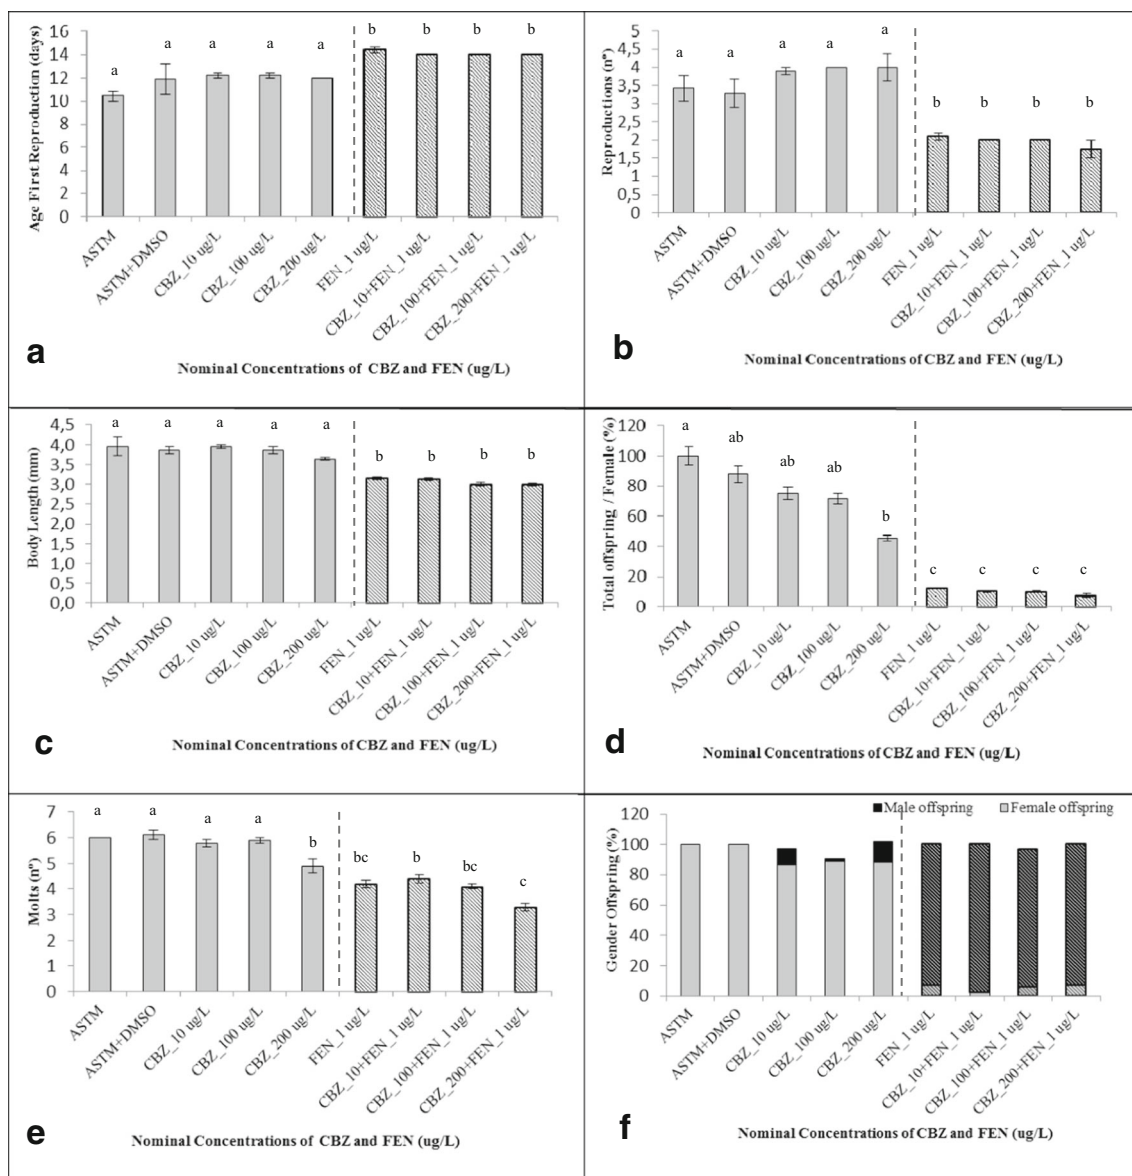 16
14
12
10
8
6
4
2
0
Age First Reproduction (days)
a a a a a b b b b
ASTM
ASTM+DMSO
CBZ_10 ug/L
CBZ_100 ug/L
CBZ_200 ug/L
FEN_1 ug/L
CBZ_10+FEN_1 ug/L
CBZ_100+FEN_1 ug/L
CBZ_200+FEN_1 ug/L
a
Nominal Concentrations of CBZ and FEN (ug/L)
5
4,5
4
3,5
3
2,5
2
1,5
1
0,5
0
Reproductions (nº)
a a a a a b b b b
ASTM
ASTM+DMSO
CBZ_10 ug/L
CBZ_100 ug/L
CBZ_200 ug/L
FEN_1 ug/L
CBZ_10+FEN_1 ug/L
CBZ_100+FEN_1 ug/L
CBZ_200+FEN_1 ug/L
b
Nominal Concentrations of CBZ and FEN (ug/L)
4,5
4,0
3,5
3,0
2,5
2,0
1,5
1,0
0,5
0,0
Body Length (mm)
a a a a a b b b b
ASTM
ASTM+DMSO
CBZ_10 ug/L
CBZ_100 ug/L
CBZ_200 ug/L
FEN_1 ug/L
CBZ_10+FEN_1 ug/L
CBZ_100+FEN_1 ug/L
CBZ_200+FEN_1 ug/L
c
Nominal Concentrations of CBZ and FEN (ug/L)
120
100
80
60
40
20
0
Total offspring / Female (%)
a ab ab ab b c c c c
ASTM
ASTM+DMSO
CBZ_10 ug/L
CBZ_100 ug/L
CBZ_200 ug/L
FEN_1 ug/L
CBZ_10+FEN_1 ug/L
CBZ_100+FEN_1 ug/L
CBZ_200+FEN_1 ug/L
d
Nominal Concentrations of CBZ and FEN (ug/L)
7
6
5
4
3
2
1
0
Molts (nº)
a a a a b bc b bc c
ASTM
ASTM+DMSO
CBZ_10 ug/L
CBZ_100 ug/L
CBZ_200 ug/L
FEN_1 ug/L
CBZ_10+FEN_1 ug/L
CBZ_100+FEN_1 ug/L
CBZ_200+FEN_1 ug/L
e
Nominal Concentrations of CBZ and FEN (ug/L)
Male offspring Female offspring
120
100
80
60
40
20
0
Gender Offspring (%)
ASTM
ASTM+DMSO
CBZ_10 ug/L
CBZ_100 ug/L
CBZ_200 ug/L
FEN_1 ug/L
CBZ_10+FEN_1 ug/L
CBZ_100+FEN_1 ug/L
CBZ_200+FEN_1 ug/L
f
Nominal Concentrations of CBZ and FEN (ug/L)